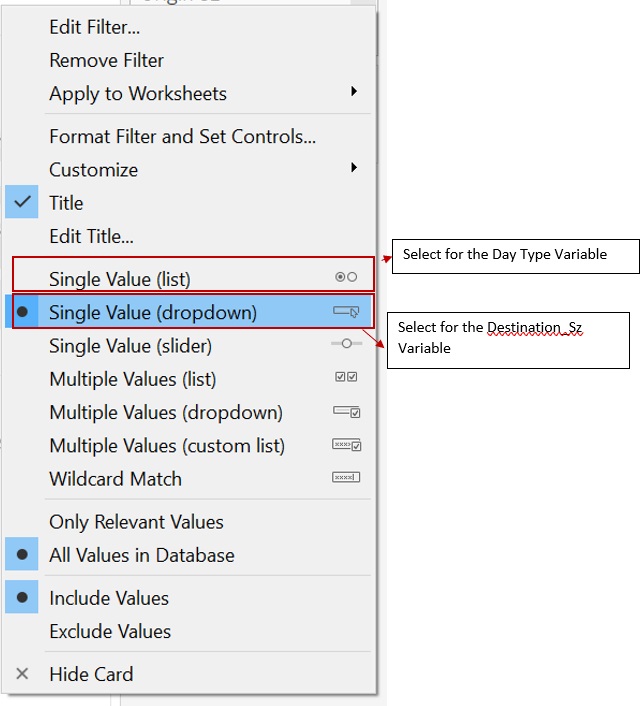 Edit Filter...
Remove Filter
Apply to Worksheets
Format Filter and Set Controls...
Customize
Title
Edit Title...
Single Value (list)
Select for the Day Type Variable
Single Value (dropdown)
Select for the Destination_Sz
Variable
Single Value (slider)
Multiple Values (list)
Multiple Values (dropdown)
Multiple Values (custom list)
Wildcard Match
Only Relevant Values
All Values in Database
Include Values
Exclude Values
Hide Card